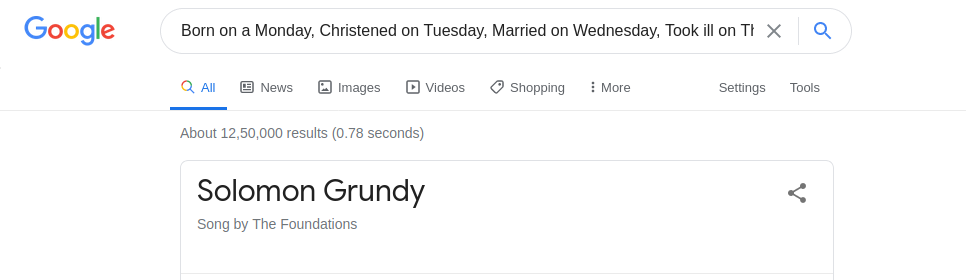 Google
Born on a Monday, Christened on Tuesday, Married on Wednesday, Took ill on Th
All News Images Videos Shopping More Settings Tools
About 12,50,000 results (0.78 seconds)
Solomon Grundy
Song by The Foundations